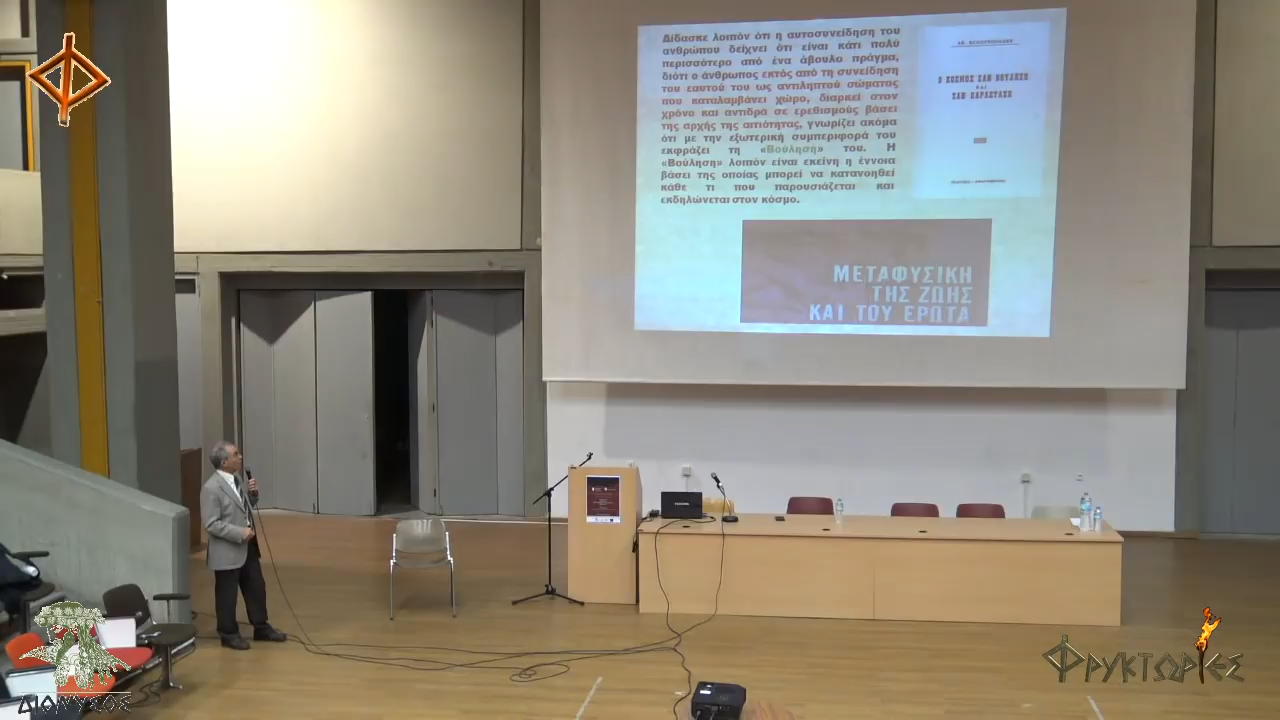 Δίδασκε λοιπόν ότι η αυτοσυνείδηση του
ανθρώπου δείχνει ότι είναι κάτι πολύ
περισσότερο από ένα άβουλο πράγμα,
διότι ο άνθρωπος εκτός από τη συνείδηση
του εαυτού του ως αντιληπτού σώματος
που καταλαμβάνει χώρο, διαρκεί στον
χρόνο και αντιδρά σε ερεθισμούς βάσει
της αρχής της αιτιότητας, γνωρίζει ακόμα
ότι με την εξωτερική συμπεριφορά του
εκφράζει τη «Βούληση» του. Η
«Βούληση» λοιπόν είναι εκείνη η έννοια
βάσει της οποίας μπορεί να κατανοηθεί
κάθε τι που παρουσιάζεται και
εκδηλώνεται στον κόσμο.
Ο ΚΟΣΜΟΣ ΣΑΝ ΒΟΥΛΗΣΗ
και
ΣΑΝ ΠΑΡΑΣΤΑΣΗ
ΜΕΤΑΦΥΣΙΚΗ
ΤΗΣ ΖΩΗΣ
ΚΑΙ ΤΟΥ ΕΡΩΤΑ
ΔΙΟΝΥΣΟΣ
ΦΡΥΚΤΩΡΙΕΣ